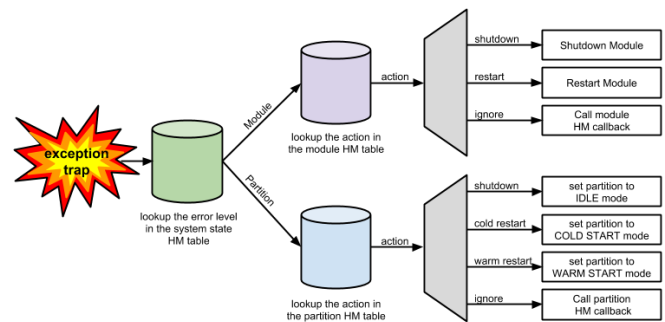 exception
trap
lookup the error level
in the system state
HM table
Module
Partition
lookup the action in
the module HM table
action
shutdown
Shutdown Module
restart
Restart Module
ignore
Call module
HM callback
lookup the action in
the partition HM table
action
shutdown
set partition to
IDLE mode
cold restart
set partition to
COLD START mode
warm restart
set partition to
WARM START mode
ignore
Call partition
HM callback